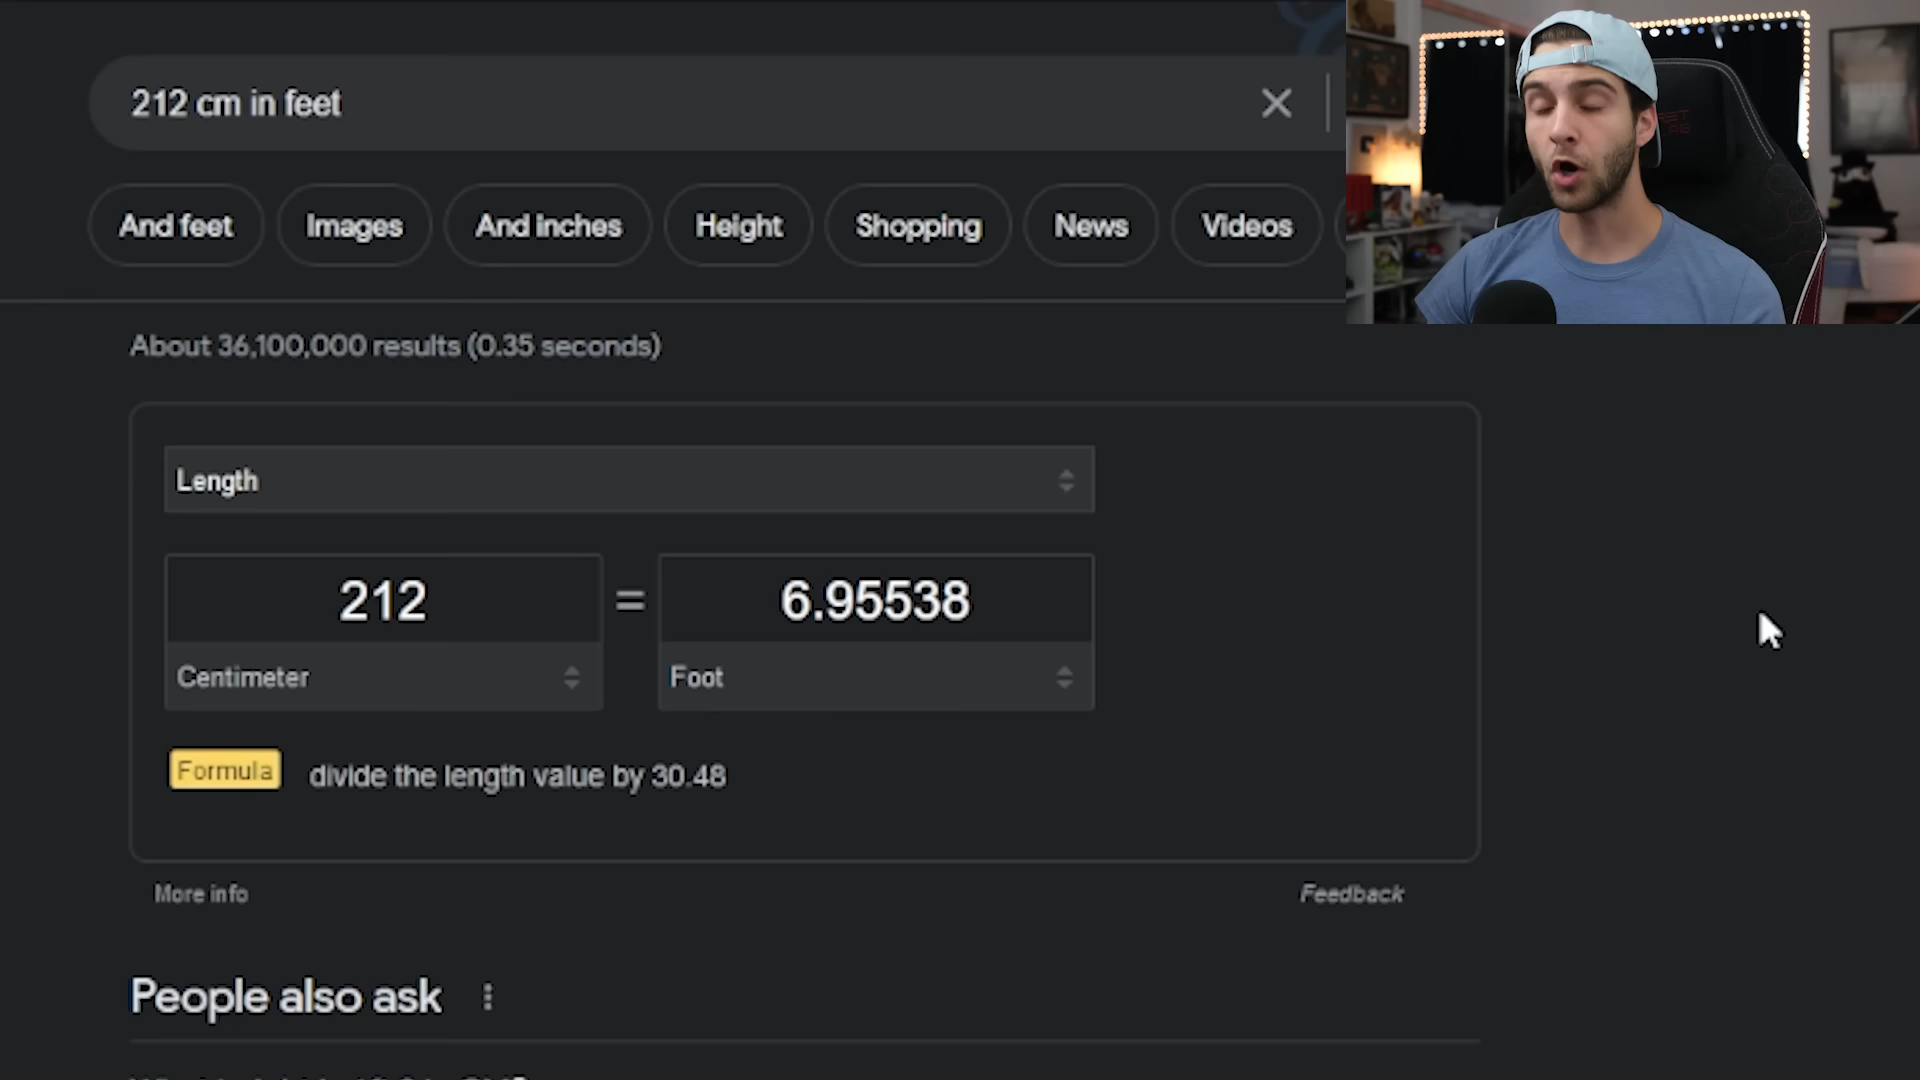 212 cm in feet
And feet
Images
And inches
Height
Shopping
News
Videos
About 36,100,000 results (0.35 seconds)
Length
212 = 6.95538
Centimeter
Foot
Formula divide the length value by 30.48
More info
Feedback
People also ask